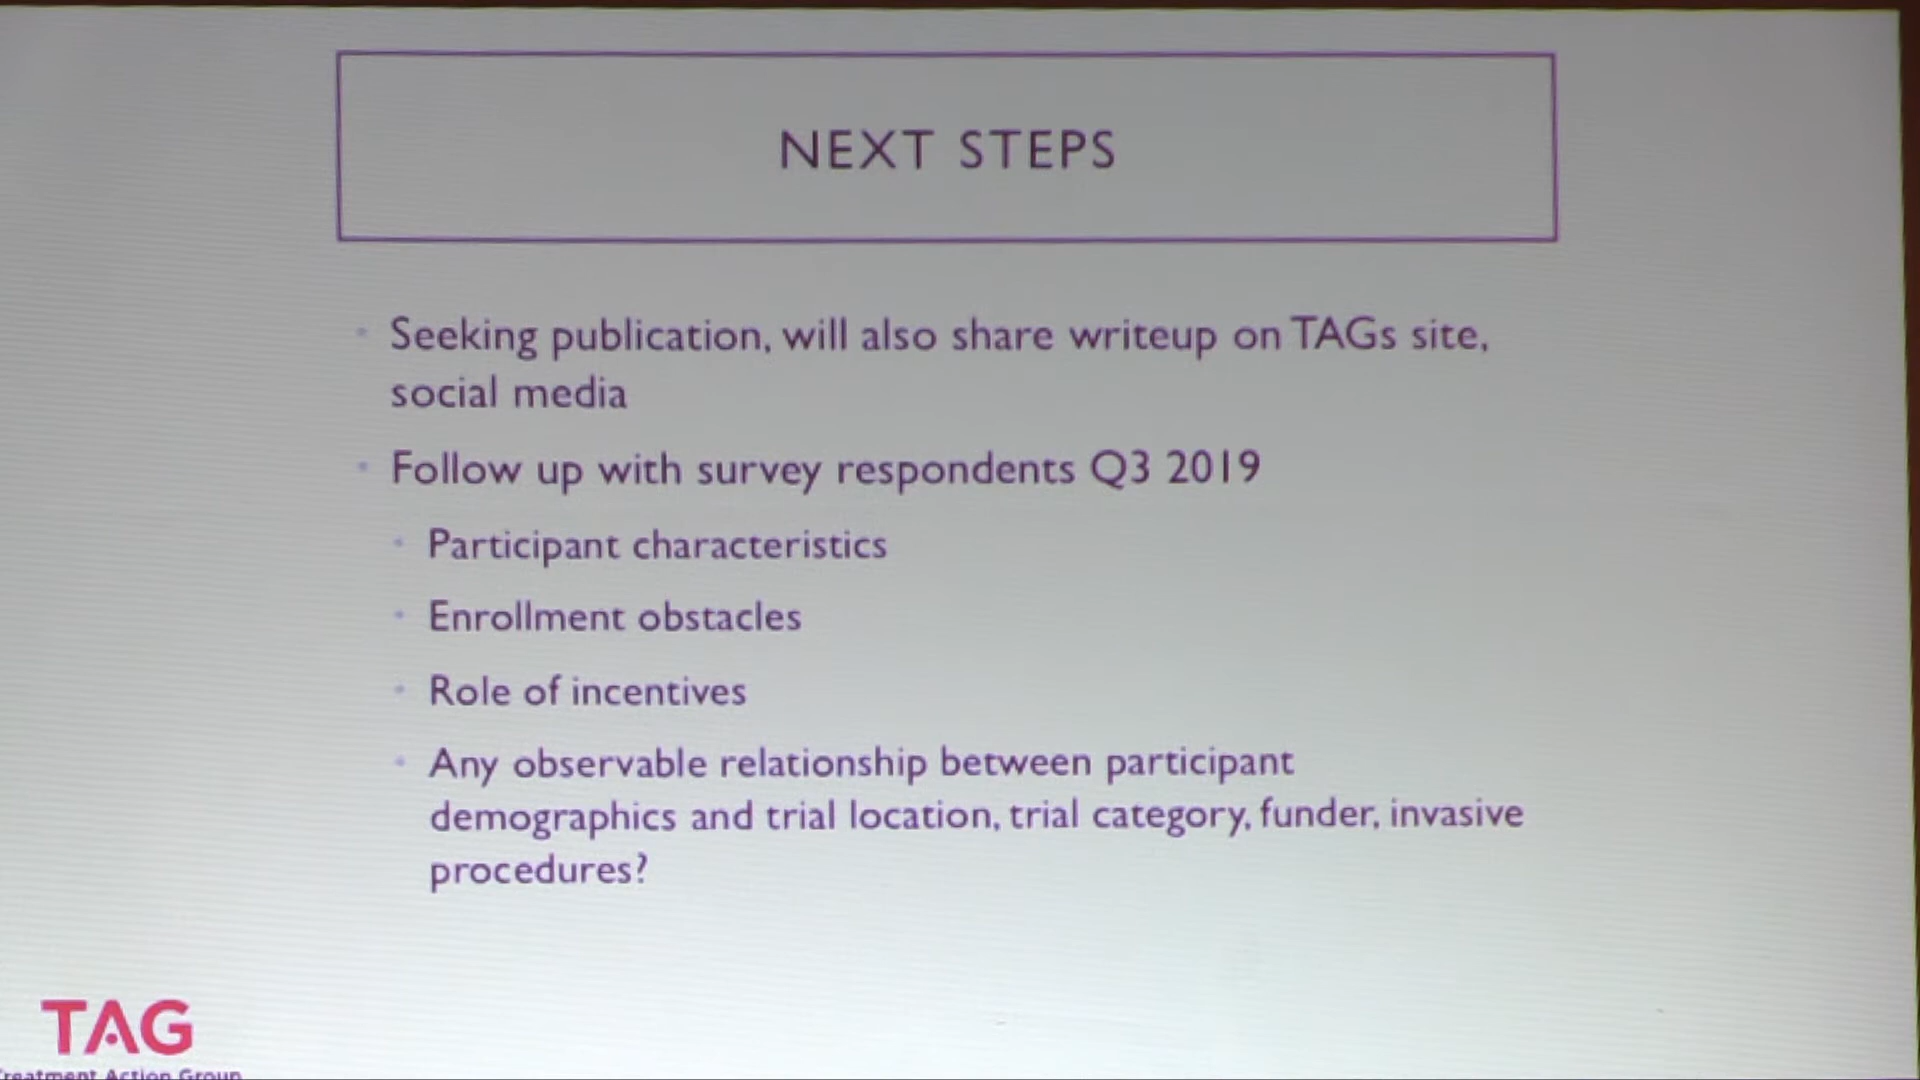 NEXT STEPS
Seeking publication, will also share writeup on TAGs site,
social media
Follow up with survey respondents Q3 2019
Participant characteristics
Enrollment obstacles
Role of incentives
Any observable relationship between participant
demographics and trial location, trial category, funder, invasive
procedures?
TAG
Treatment Action Group